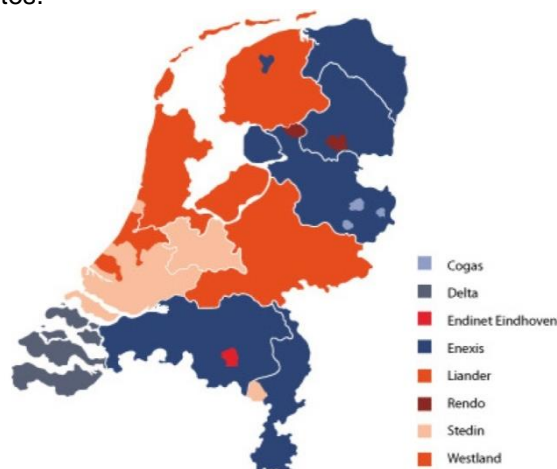 Cogas
Delta
Endinet Eindhoven
Enexis
Liander
Rendo
Stedin
Westland